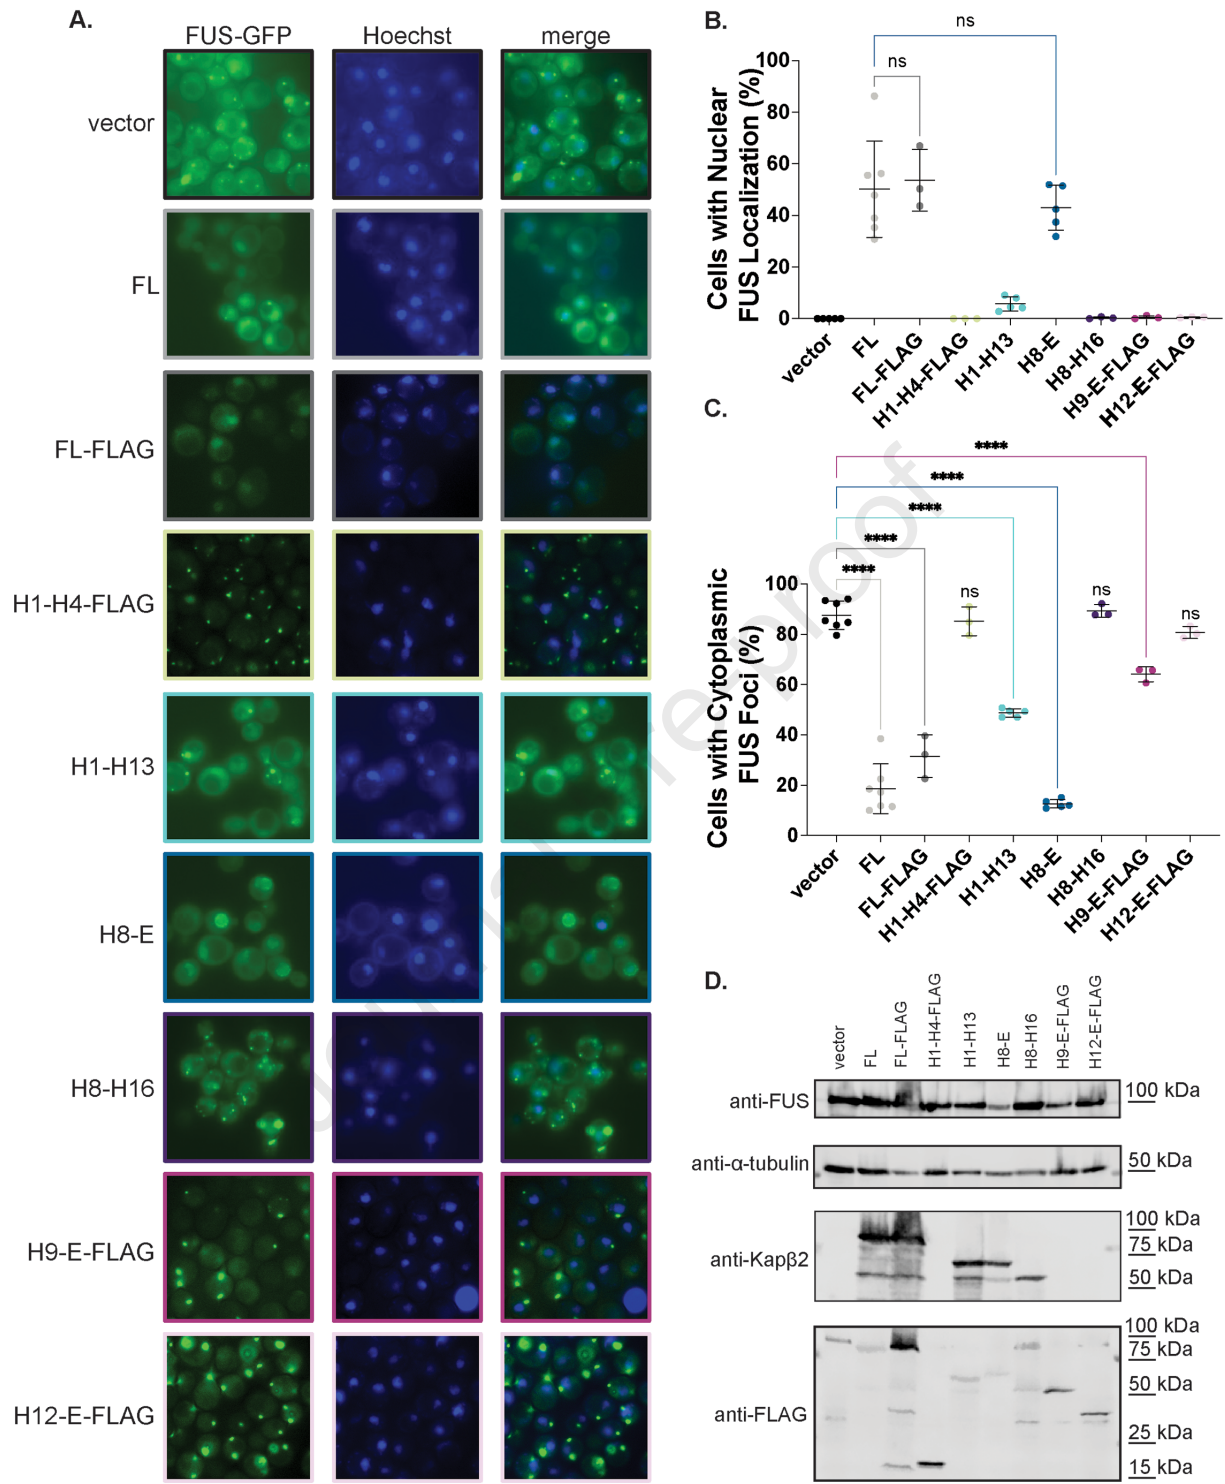 A.
FUS-GFP Hoechst merge
vector
FL
FL-FLAG
H1-H4-FLAG
H1-H13
H8-E
H8-H16
H9-E-FLAG
H12-E-FLAG
B.
ns
ns
Cells with Nuclear
FUS Localization (%)
100
80
60
40
20
0
vector
FL
FL-FLAG
H1-H4-FLAG
H1-H13
H8-E
H8-H16
H9-E-FLAG
H12-E-FLAG
C.
****
****
****
****
****
ns
ns
ns
Cells with Cytoplasmic
FUS Foci (%)
100
80
60
40
20
0
vector
FL
FL-FLAG
H1-H4-FLAG
H1-H13
H8-E
H8-H16
H9-E-FLAG
H12-E-FLAG
D.
vector
FL
FL-FLAG
H1-H4-FLAG
H1-H13
H8-E
H8-H16
H9-E-FLAG
H12-E-FLAG
anti-FUS
100 kDa
anti-α-tubulin
50 kDa
anti-Kapβ2
100 kDa
75 kDa
50 kDa
anti-FLAG
100 kDa
75 kDa
50 kDa
25 kDa
15 kDa
re-proof